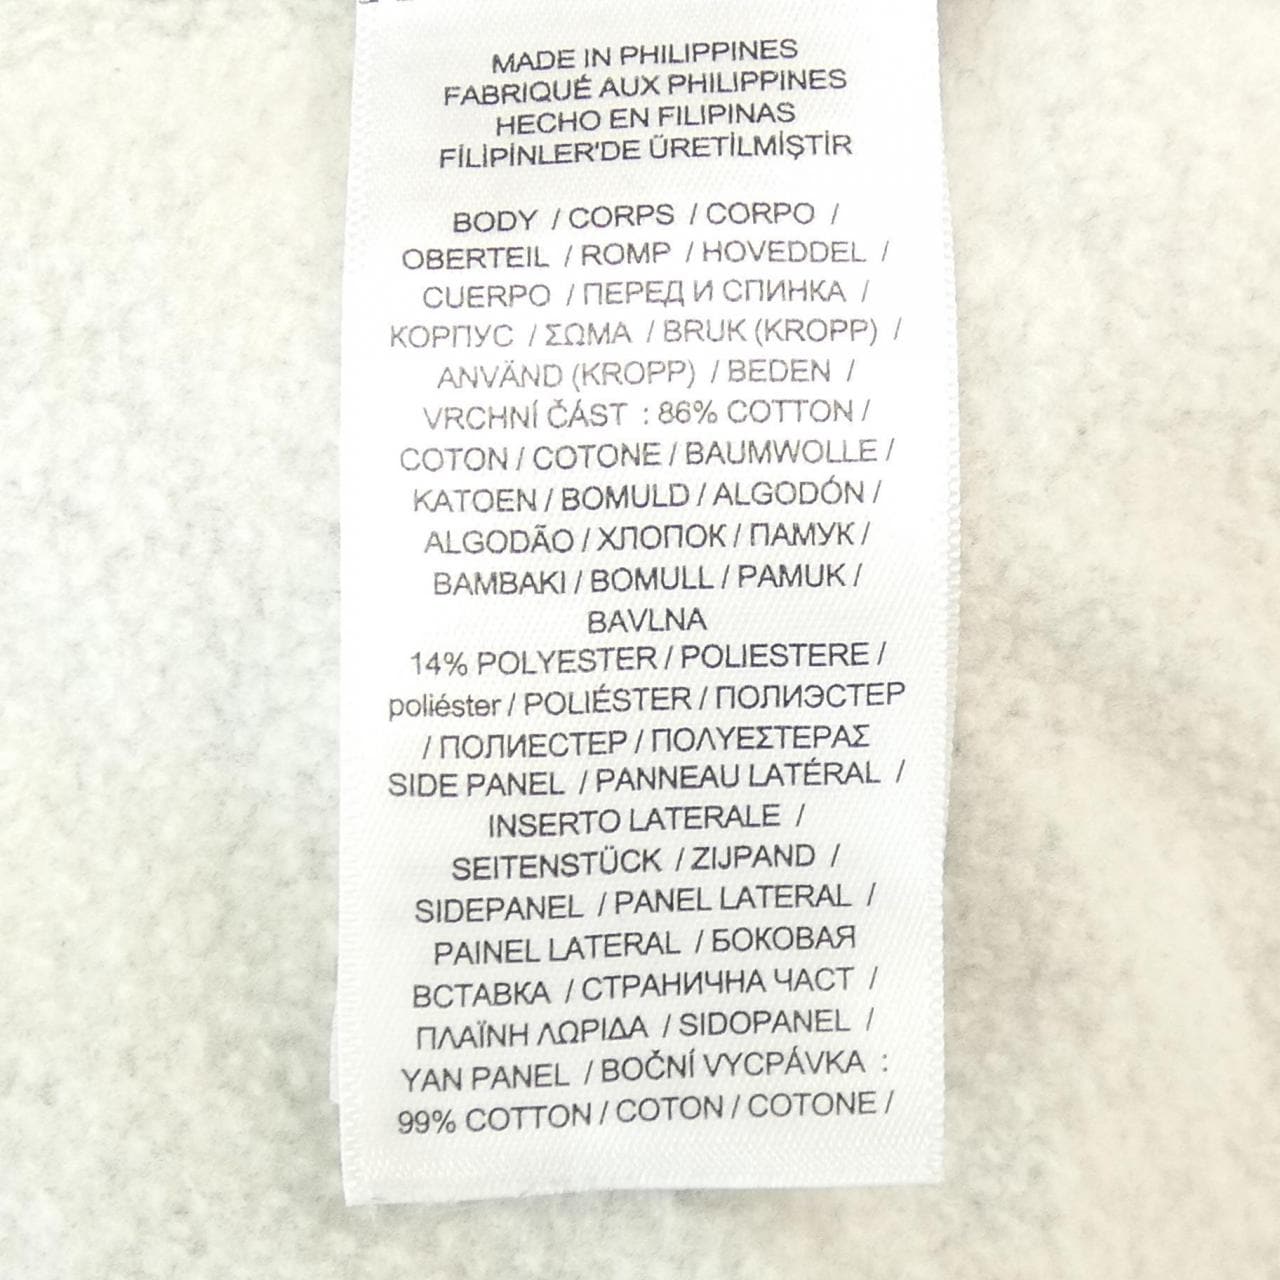 MADE IN PHILIPPINES
FABRIQUÉ AUX PHILIPPINES
HECHO EN FILIPINAS
FİLİPİNLER'DE ÜRETİLMİŞTİR
BODY / CORPS / CORPO /
OBERTEIL / ROMP / HOVEDDEL /
CUERPO / ПЕРЕД И СПИНКА /
КОРПУС / ΣΩΜΑ / BRUK (KROPP) /
ANVÄND (KROPP) / BEDEN /
VRCHNÍ ČÁST : 86% COTTON /
COTON / COTONE / BAUMWOLLE /
KATOEN / BOMULD / ALGODÓN /
ALGODÃO / ХЛОПОК / ПАМУК /
BAMBAKI / BOMULL / PAMUK /
BAVLNA
14% POLYESTER / POLIESTERE /
poliéster / POLIÉSTER / ПОЛИЭСТЕР
/ ПОЛИЕСТЕР / ΠΟΛΥΕΣΤΕΡΑΣ
SIDE PANEL / PANNEAU LATÉRAL /
INSERTO LATERALE /
SEITENSTÜCK / ZIJPAND /
SIDEPANEL / PANEL LATERAL /
PAINEL LATERAL / БОКОВАЯ
ВСТАВКА / СТРАНИЧНА ЧАСТ /
ΠΛΑΪΝΗ ΛΩΡΙΔΑ / SIDOPANEL /
YAN PANEL / BOČNÍ VYCPÁVKA :
99% COTTON / COTON / COTONE /